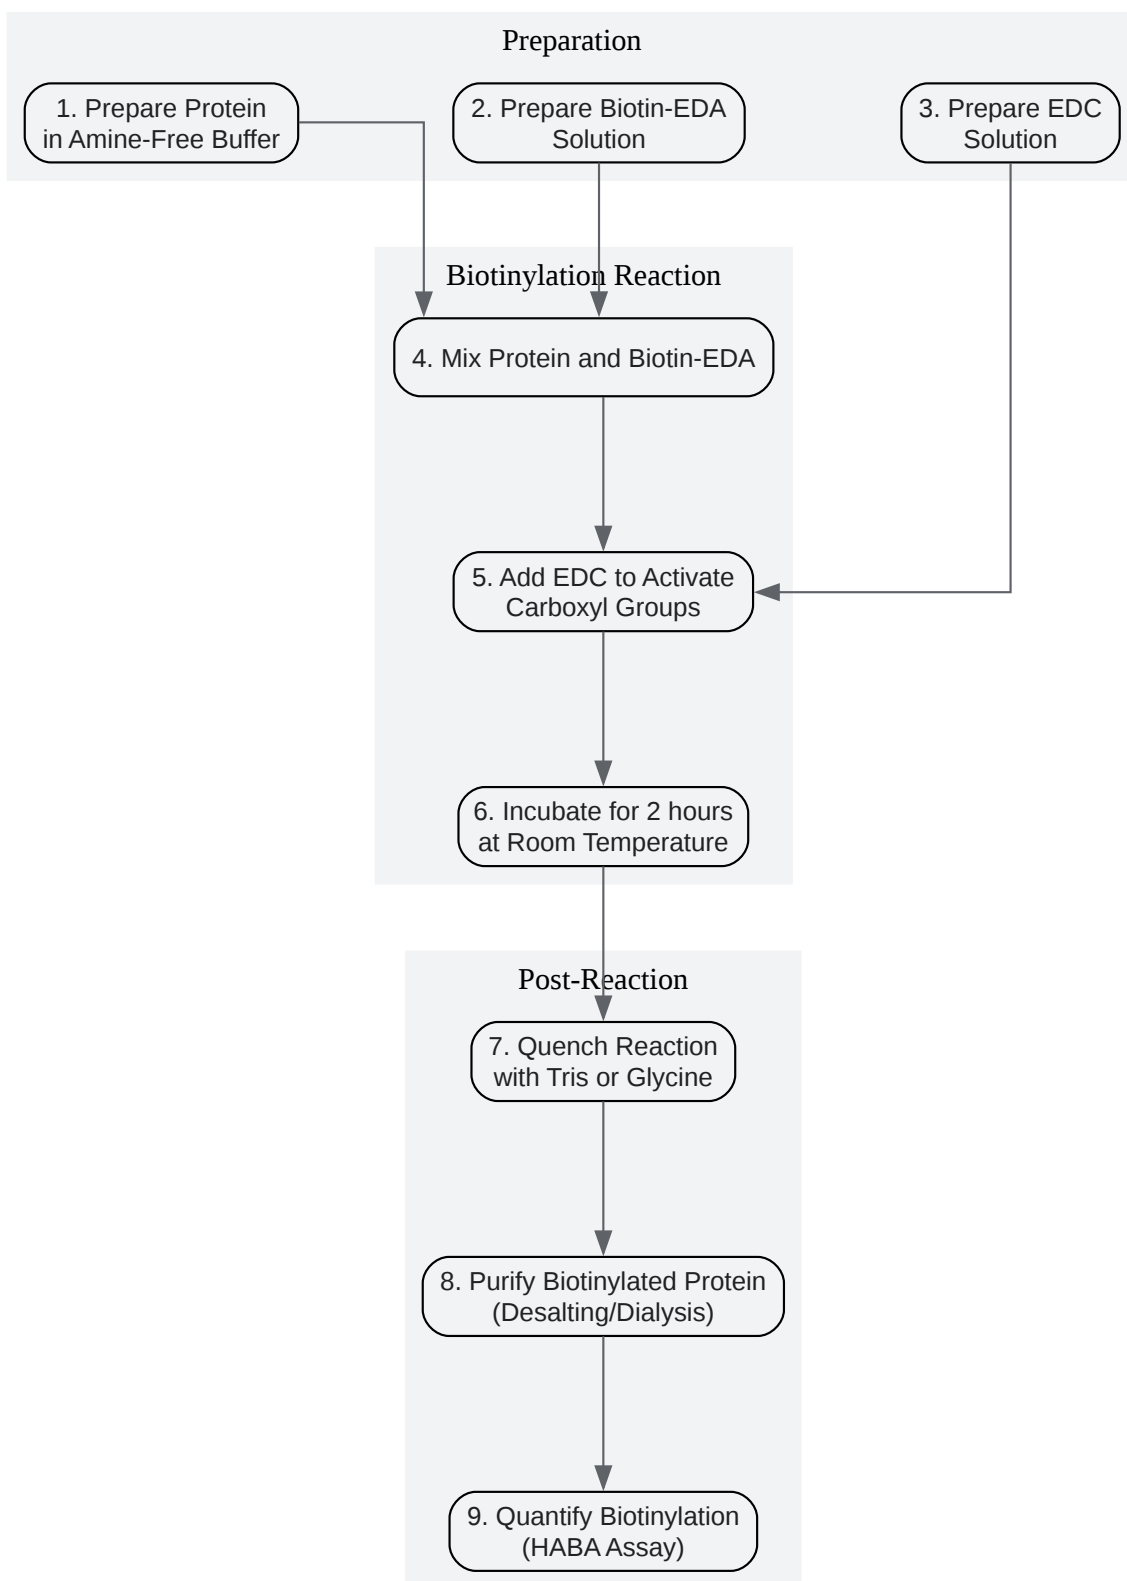 Preparation
1. Prepare Protein
in Amine-Free Buffer
2. Prepare Biotin-EDA
Solution
3. Prepare EDC
Solution
Biotinylation Reaction
4. Mix Protein and Biotin-EDA
5. Add EDC to Activate
Carboxyl Groups
6. Incubate for 2 hours
at Room Temperature
Post-Reaction
7. Quench Reaction
with Tris or Glycine
8. Purify Biotinylated Protein
(Desalting/Dialysis)
9. Quantify Biotinylation
(HABA Assay)